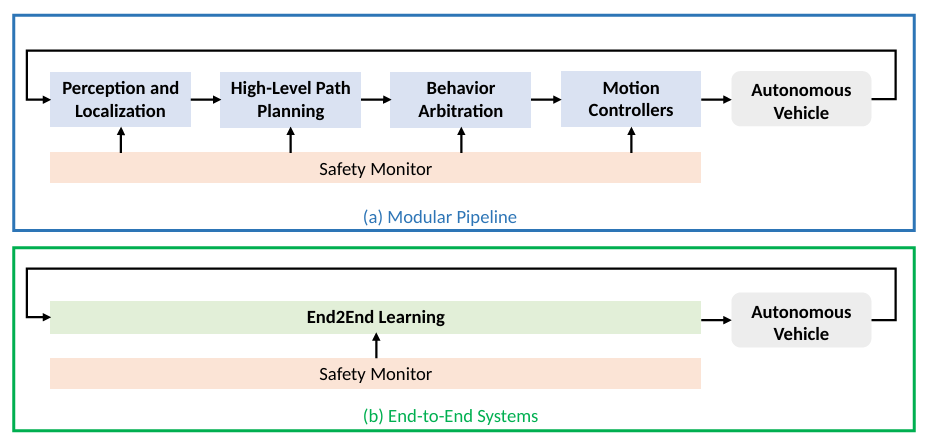 Perception and
Localization
High-Level Path
Planning
Behavior
Arbitration
Motion
Controllers
Autonomous
Vehicle
Safety Monitor
(a) Modular Pipeline
End2End Learning
Autonomous
Vehicle
Safety Monitor
(b) End-to-End Systems